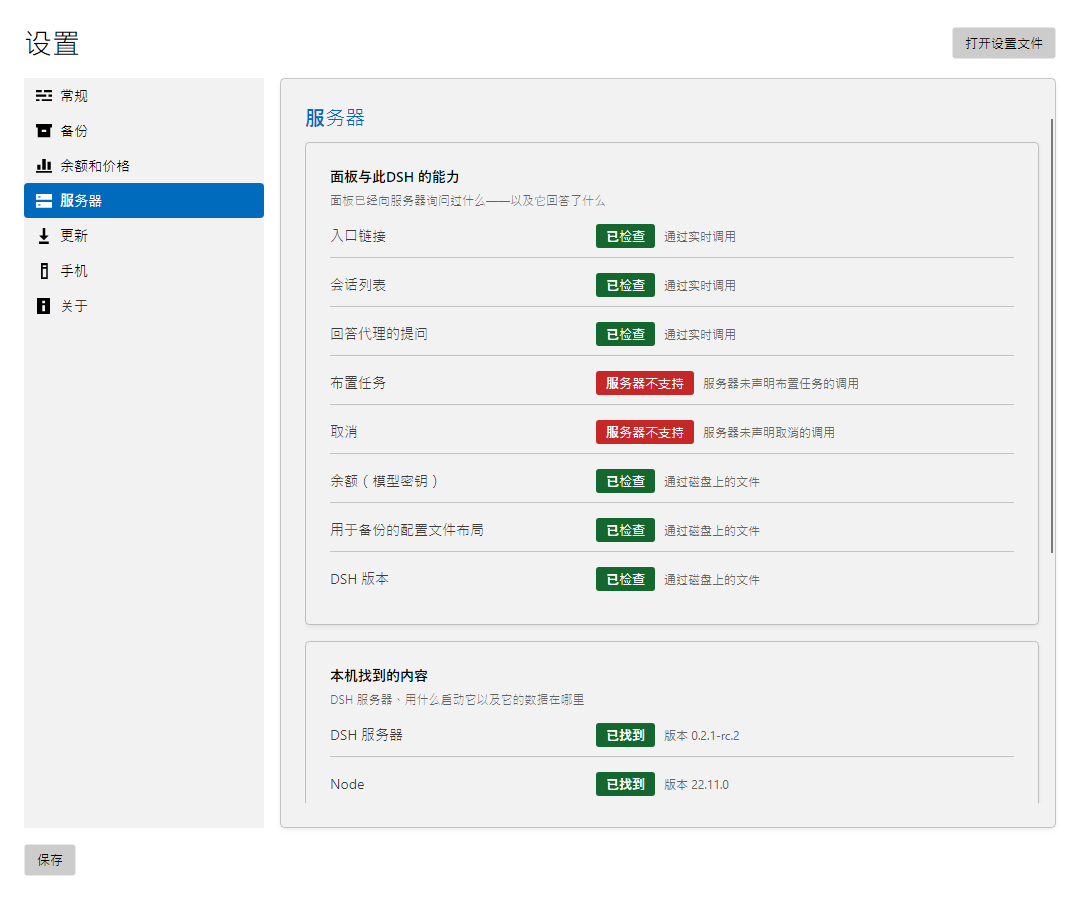 设置
打开设置文件
常规
备份
余额和价格
服务器
更新
手机
关于
服务器
面板与此DSH 的能力
面板已经向服务器询问过什么——以及它回答了什么
入口链接 已检查 通过实时调用
会话列表 已检查 通过实时调用
回答代理的提问 已检查 通过实时调用
布置任务 服务器不支持 服务器未声明布置任务的调用
取消 服务器不支持 服务器未声明取消的调用
余额（模型密钥） 已检查 通过磁盘上的文件
用于备份的配置文件布局 已检查 通过磁盘上的文件
DSH 版本 已检查 通过磁盘上的文件
本机找到的内容
DSH 服务器、用什么启动它以及它的数据在哪里
DSH 服务器 已找到 版本 0.2.1-rc.2
Node 已找到 版本 22.11.0
保存